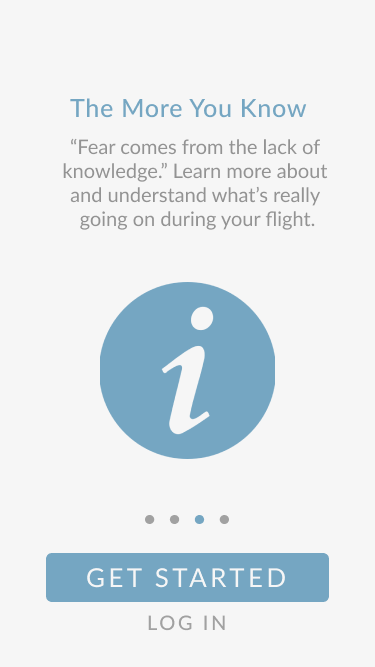 The More You Know
“Fear comes from the lack of
knowledge.” Learn more about
and understand what’s really
going on during your flight.
i
GET STARTED
LOG IN